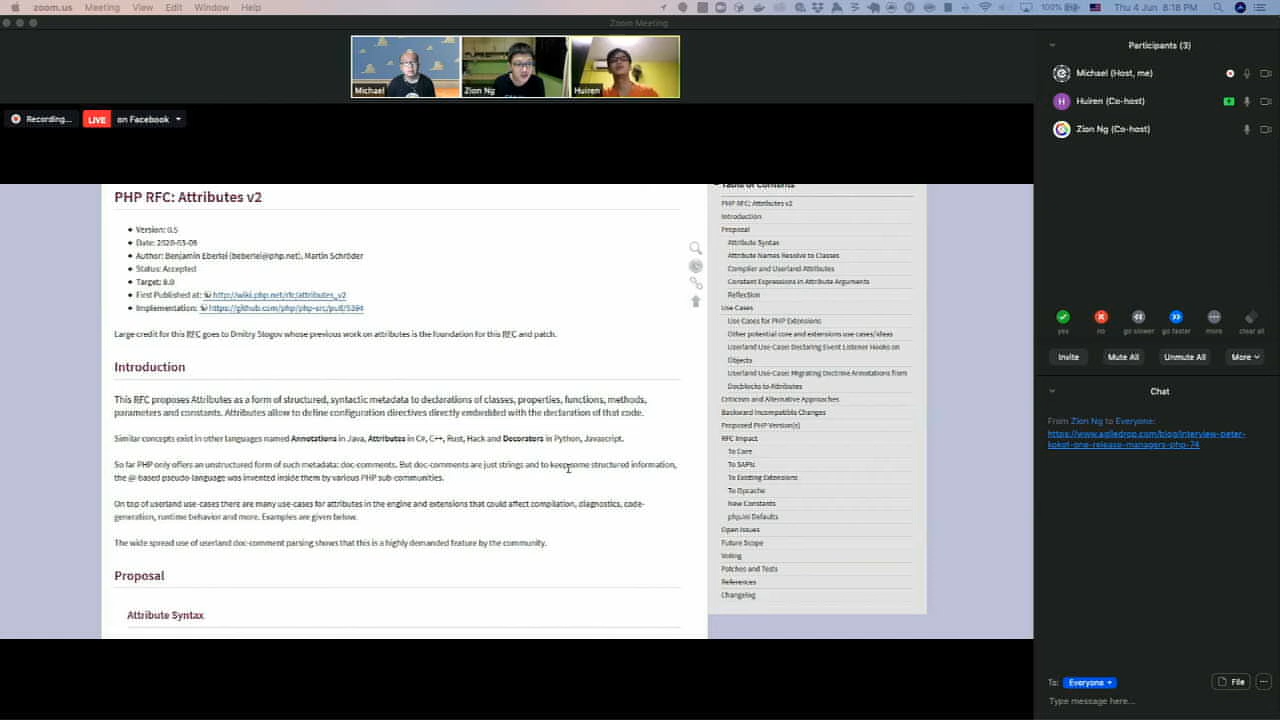 zoom.us Meeting View Edit Window Help
100% Thu 4 Jun 8:18 PM
Zoom Meeting
Michael
Zion Ng
Huiren
Recording...
LIVE on Facebook
PHP RFC: Attributes v2
Version: 0.5
Date: 2020-03-09
Author: Benjamin Eberlei (beberlei@php.net), Martin Schröder
Status: Accepted
Target: 8.0
First Published at: http://wiki.php.net/rfc/attributes_v2
Implementation: https://github.com/php/php-src/pull/5394
Large credit for this RFC goes to Dmitry Stogov whose previous work on attributes is the foundation for this RFC and patch.
Introduction
This RFC proposes Attributes as a form of structured, syntactic metadata to declarations of classes, properties, functions, methods,
parameters and constants. Attributes allow to define configuration directives directly embedded with the declaration of that code.
Similar concepts exist in other languages named Annotations in Java, Attributes in C#, C++, Rust, Hack and Decorators in Python, Javascript.
So far PHP only offers an unstructured form of such metadata: doc-comments. But doc-comments are just strings and to keep some structured information,
the @-based pseudo-language was invented inside them by various PHP sub-communities.
On top of userland use-cases there are many use-cases for attributes in the engine and extensions that could affect compilation, diagnostics, code-
generation, runtime behavior and more. Examples are given below.
The wide spread use of userland doc-comment parsing shows that this is a highly demanded feature by the community.
Proposal
Attribute Syntax
Table of Contents
PHP RFC: Attributes v2
Introduction
Proposal
Attribute Syntax
Attribute Names Resolve to Classes
Compiler and Userland Attributes
Constant Expressions in Attribute Arguments
Reflection
Use Cases
Use Cases for PHP Extensions
Other potential core and extensions use cases/ideas
Userland Use-Case: Declaring Event Listener Hooks on
Objects
Userland Use-Case: Migrating Doctrine Annotations from
Docblocks to Attributes
Criticism and Alternative Approaches
Backward Incompatible Changes
Proposed PHP Version(s)
RFC Impact
To Core
To SAPIs
To Existing Extensions
To Opcache
New Constants
php.ini Defaults
Open Issues
Future Scope
Voting
Patches and Tests
References
Changelog
Participants (3)
Michael (Host, me)
H Huiren (Co-host)
Zion Ng (Co-host)
yes no go slower go faster more clear all
Invite Mute All Unmute All More
Chat
From Zion Ng to Everyone:
https://www.agiledrop.com/blog/interview-peter-
kokot-one-release-managers-php-74
To: Everyone File
Type message here...